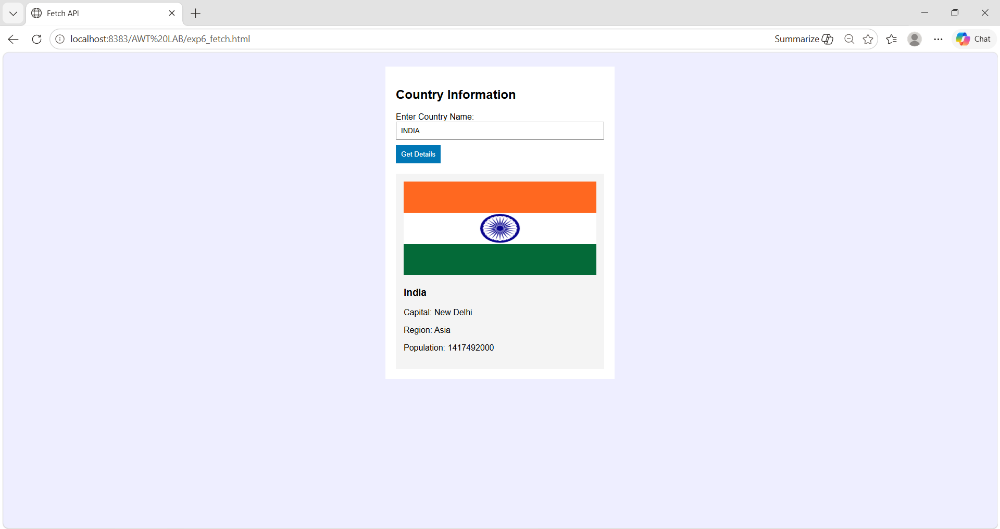 Fetch API
localhost:8383/AWT%20LAB/exp6_fetch.html
Summarize
Chat
Country Information
Enter Country Name:
INDIA
Get Details
India
Capital: New Delhi
Region: Asia
Population: 1417492000